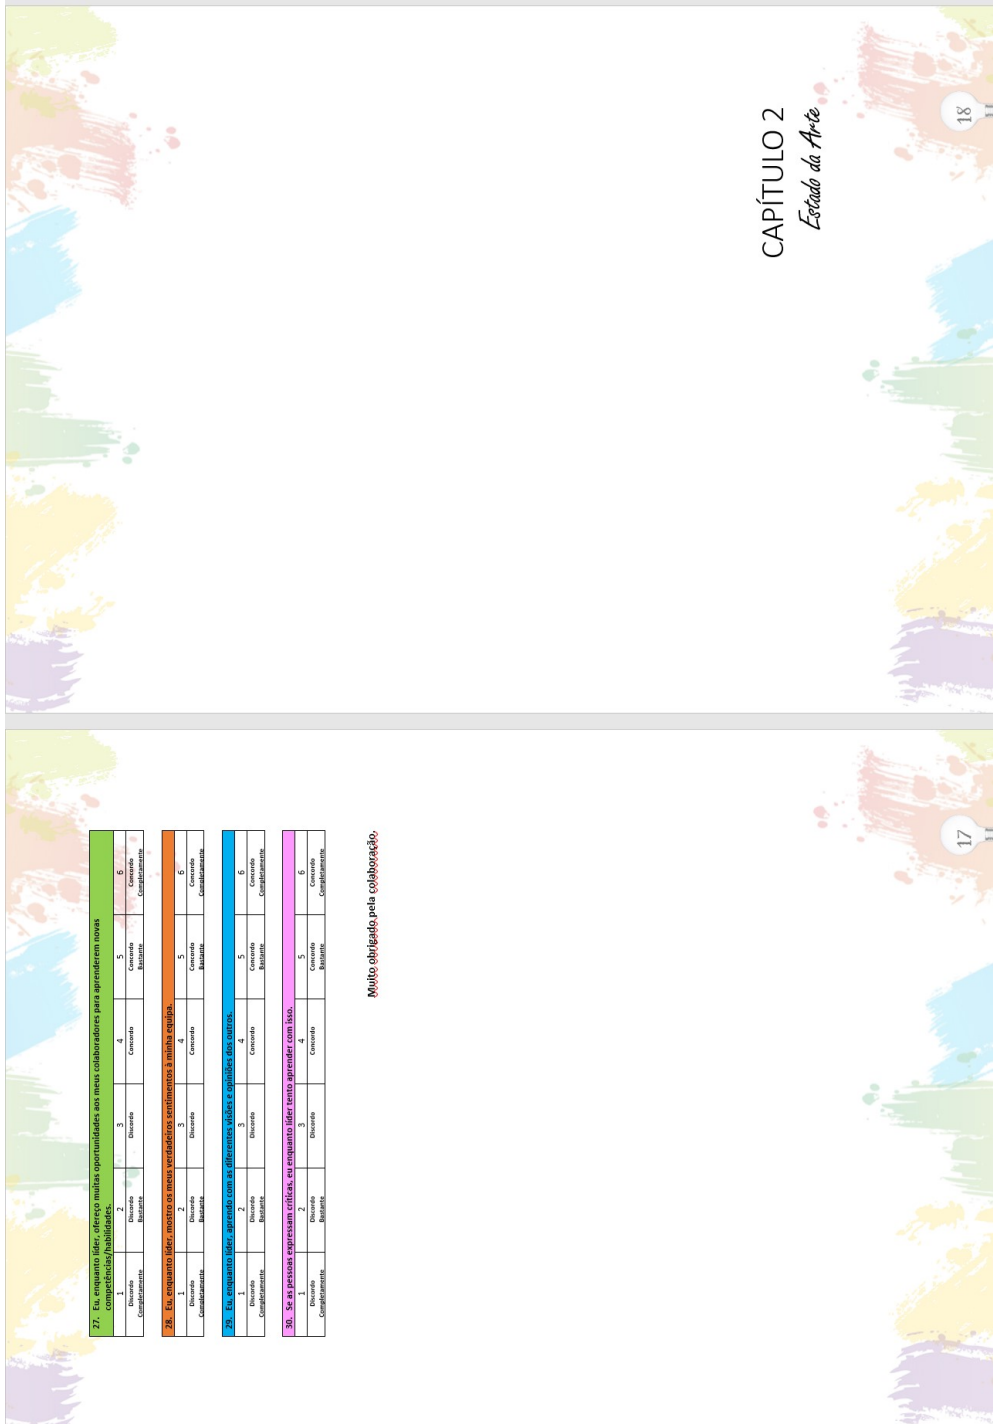 27. Eu, enquanto líder, ofereço muitas oportunidades aos meus colaboradores para aprenderem novas
competências/habilidades.
1 2 3 4 5 6
Discordo Discordo Discordo Concordo Concordo Concordo
Completamente Bastante Bastante Completamente
28. Eu, enquanto líder, mostro os meus verdadeiros sentimentos à minha equipa.
1 2 3 4 5 6
Discordo Discordo Discordo Concordo Concordo Concordo
Completamente Bastante Bastante Completamente
29. Eu, enquanto líder, aprendo com as diferentes visões e opiniões dos outros.
1 2 3 4 5 6
Discordo Discordo Discordo Concordo Concordo Concordo
Completamente Bastante Bastante Completamente
30. Se as pessoas expressam críticas, eu enquanto líder tento aprender com isso.
1 2 3 4 5 6
Discordo Discordo Discordo Concordo Concordo Concordo
Completamente Bastante Bastante Completamente
Muito obrigado pela colaboração.
17
CAPÍTULO 2
Estado da Arte
18